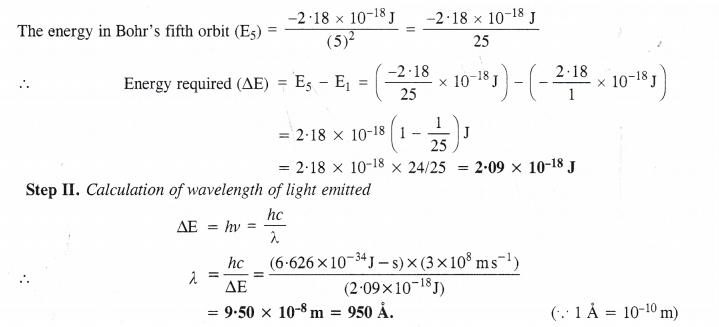 The energy in Bohr's fifth orbit (E₅) = −2·18 × 10⁻¹⁸ J / (5)² = −2·18 × 10⁻¹⁸ J / 25
∴ Energy required (ΔE) = E₅ − E₁ = (−2·18 / 25 × 10⁻¹⁸ J) − (− 2·18 / 1 × 10⁻¹⁸ J)
= 2·18 × 10⁻¹⁸ (1 − 1/25) J
= 2·18 × 10⁻¹⁸ × 24/25 = 2·09 × 10⁻¹⁸ J
Step II. Calculation of wavelength of light emitted
ΔE = hν = hc / λ
∴ λ = hc / ΔE = (6·626×10⁻³⁴ J – s)×(3×10⁸ m s⁻¹) / (2·09×10⁻¹⁸J)
= 9·50 × 10⁻⁸ m = 950 Å. (∵ 1 Å = 10⁻¹⁰ m)